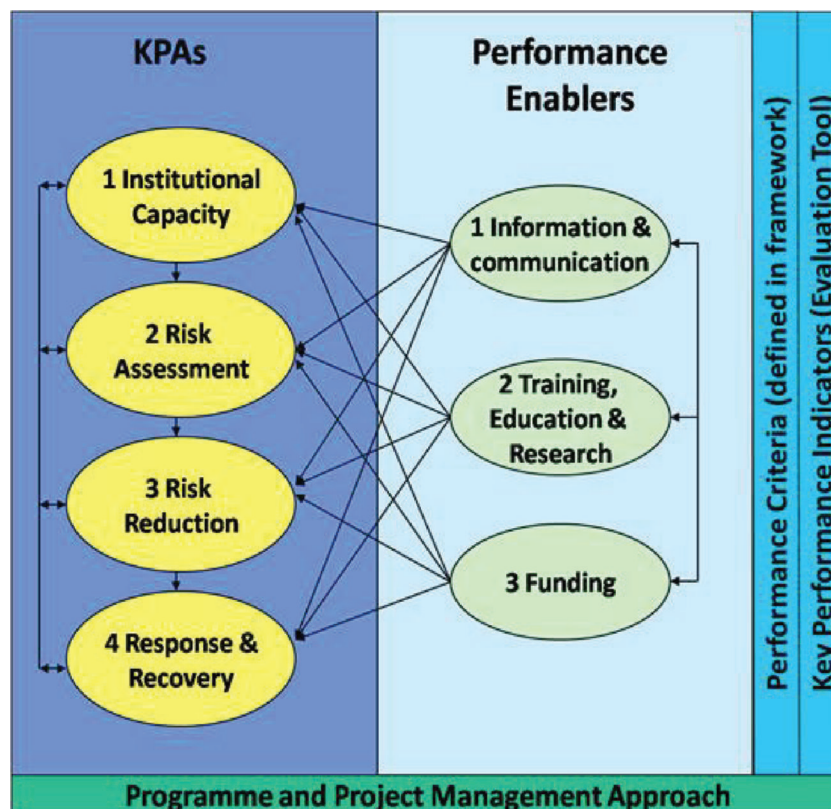 KPAs
1 Institutional
Capacity
2 Risk
Assessment
3 Risk
Reduction
4 Response &
Recovery
Performance
Enablers
1 Information &
communication
2 Training,
Education &
Research
3 Funding
Performance Criteria (defined in framework)
Key Performance Indicators (Evaluation Tool)
Programme and Project Management Approach